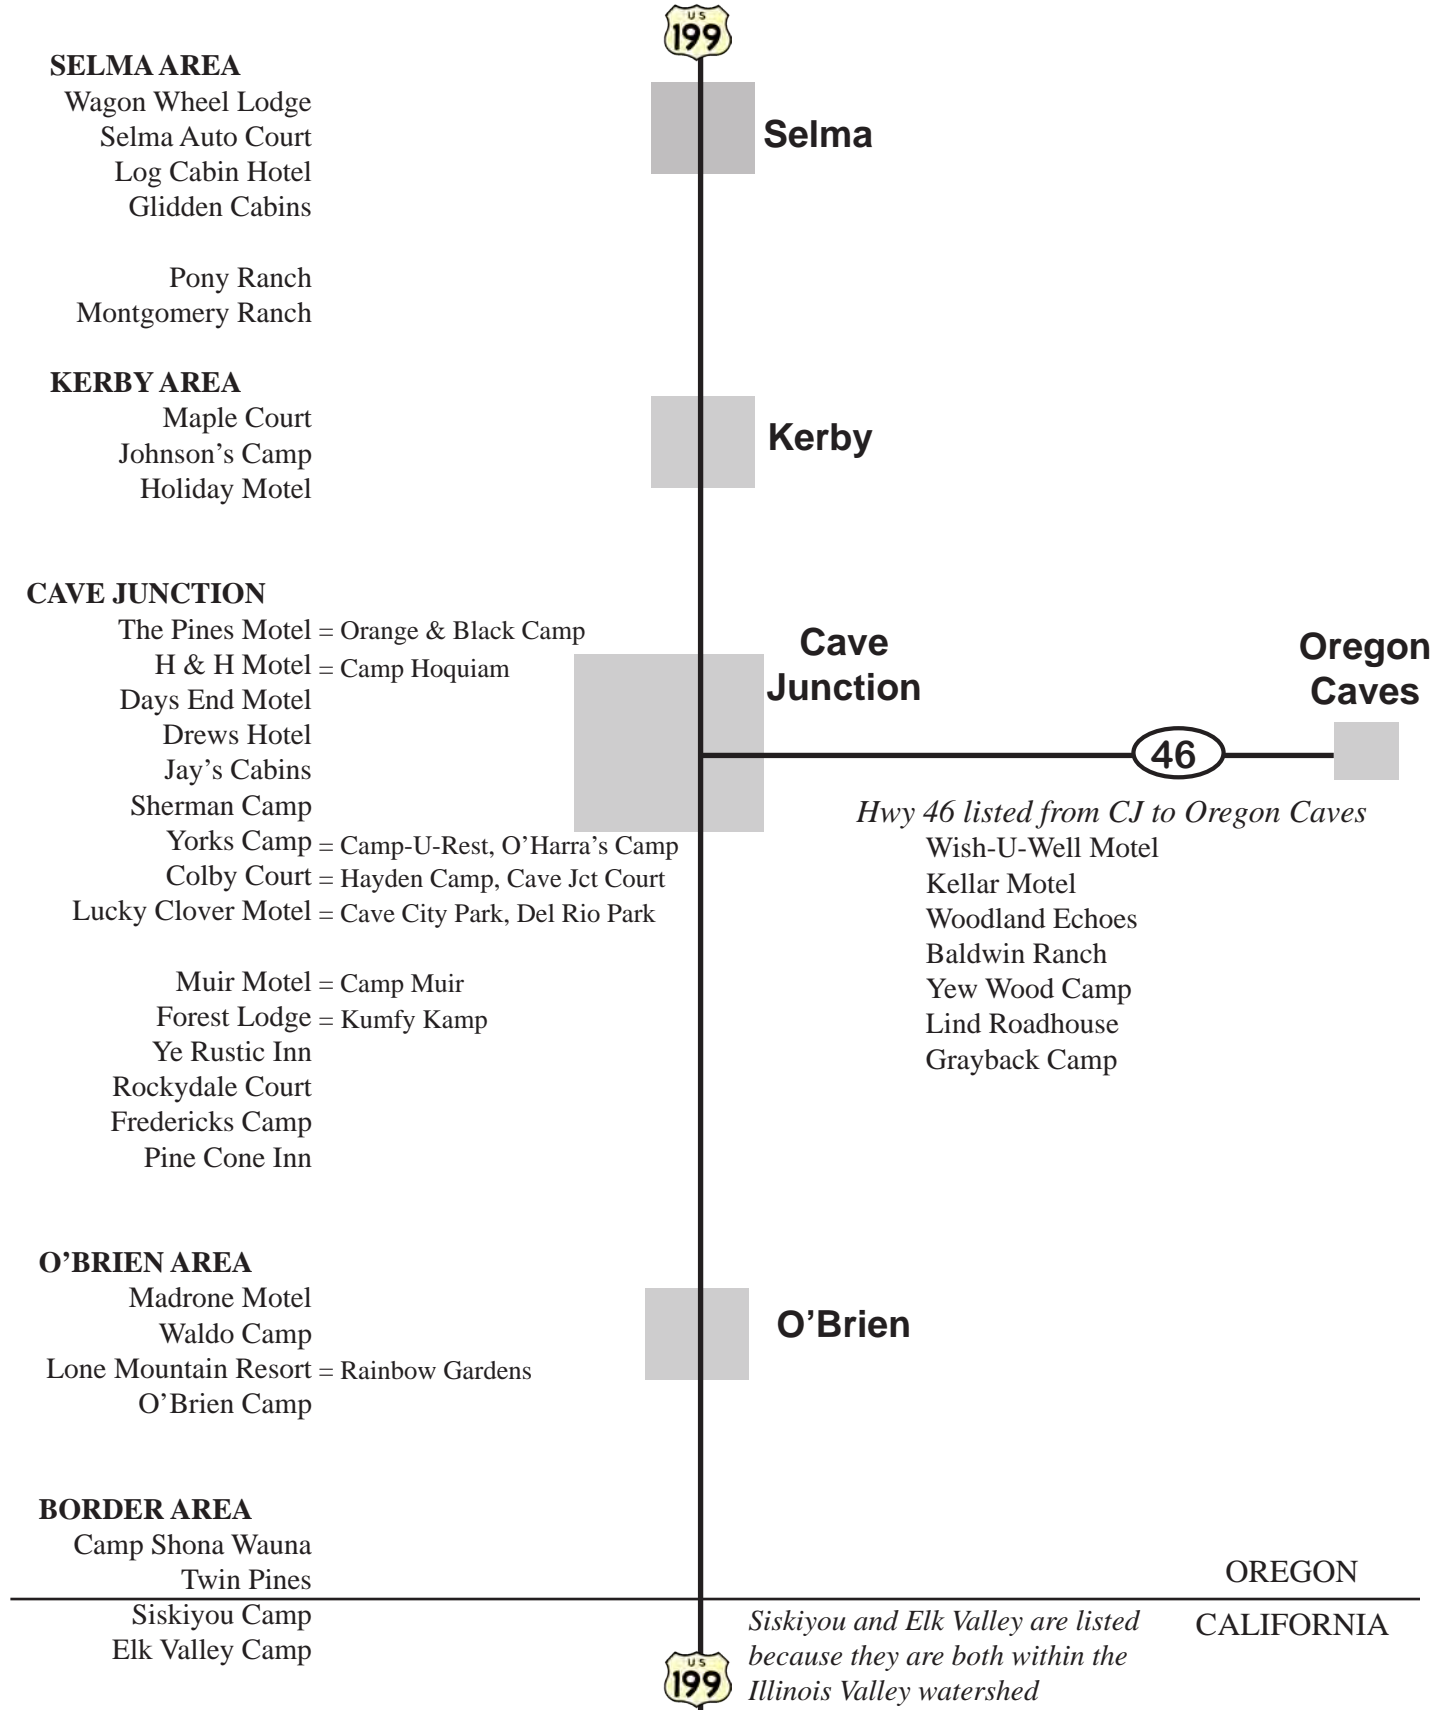 US
199
SELMA AREA
Wagon Wheel Lodge
Selma Auto Court
Log Cabin Hotel
Glidden Cabins
Selma
Pony Ranch
Montgomery Ranch
KERBY AREA
Maple Court
Johnson's Camp
Holiday Motel
Kerby
CAVE JUNCTION
The Pines Motel = Orange & Black Camp
H & H Motel = Camp Hoquiam
Days End Motel
Drews Hotel
Jay's Cabins
Sherman Camp
Yorks Camp = Camp-U-Rest, O'Harra's Camp
Colby Court = Hayden Camp, Cave Jct Court
Lucky Clover Motel = Cave City Park, Del Rio Park
Muir Motel = Camp Muir
Forest Lodge = Kumfy Kamp
Ye Rustic Inn
Rockydale Court
Fredericks Camp
Pine Cone Inn
Cave
Junction
Oregon
Caves
46
Hwy 46 listed from CJ to Oregon Caves
Wish-U-Well Motel
Kellar Motel
Woodland Echoes
Baldwin Ranch
Yew Wood Camp
Lind Roadhouse
Grayback Camp
O'BRIEN AREA
Madrone Motel
Waldo Camp
Lone Mountain Resort = Rainbow Gardens
O'Brien Camp
O'Brien
BORDER AREA
Camp Shona Wauna
Twin Pines
Siskiyou Camp
Elk Valley Camp
OREGON
CALIFORNIA
Siskiyou and Elk Valley are listed
because they are both within the
Illinois Valley watershed
US
199